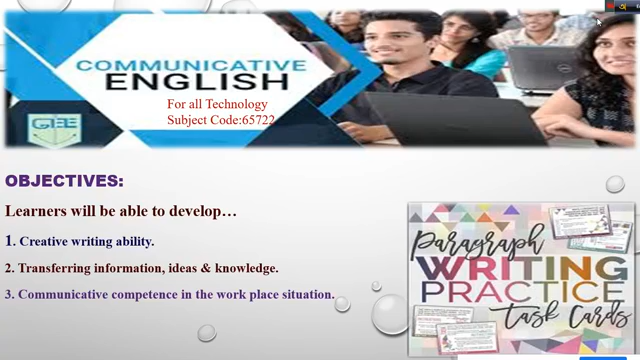 COMMUNICATIVE
ENGLISH
For all Technology
Subject Code:65722
GIEE
OBJECTIVES:
Learners will be able to develop…
1. Creative writing ability.
2. Transferring information, ideas & knowledge.
3. Communicative competence in the work place situation.
Paragraph
WRITING
PRACTICE
Task Cards